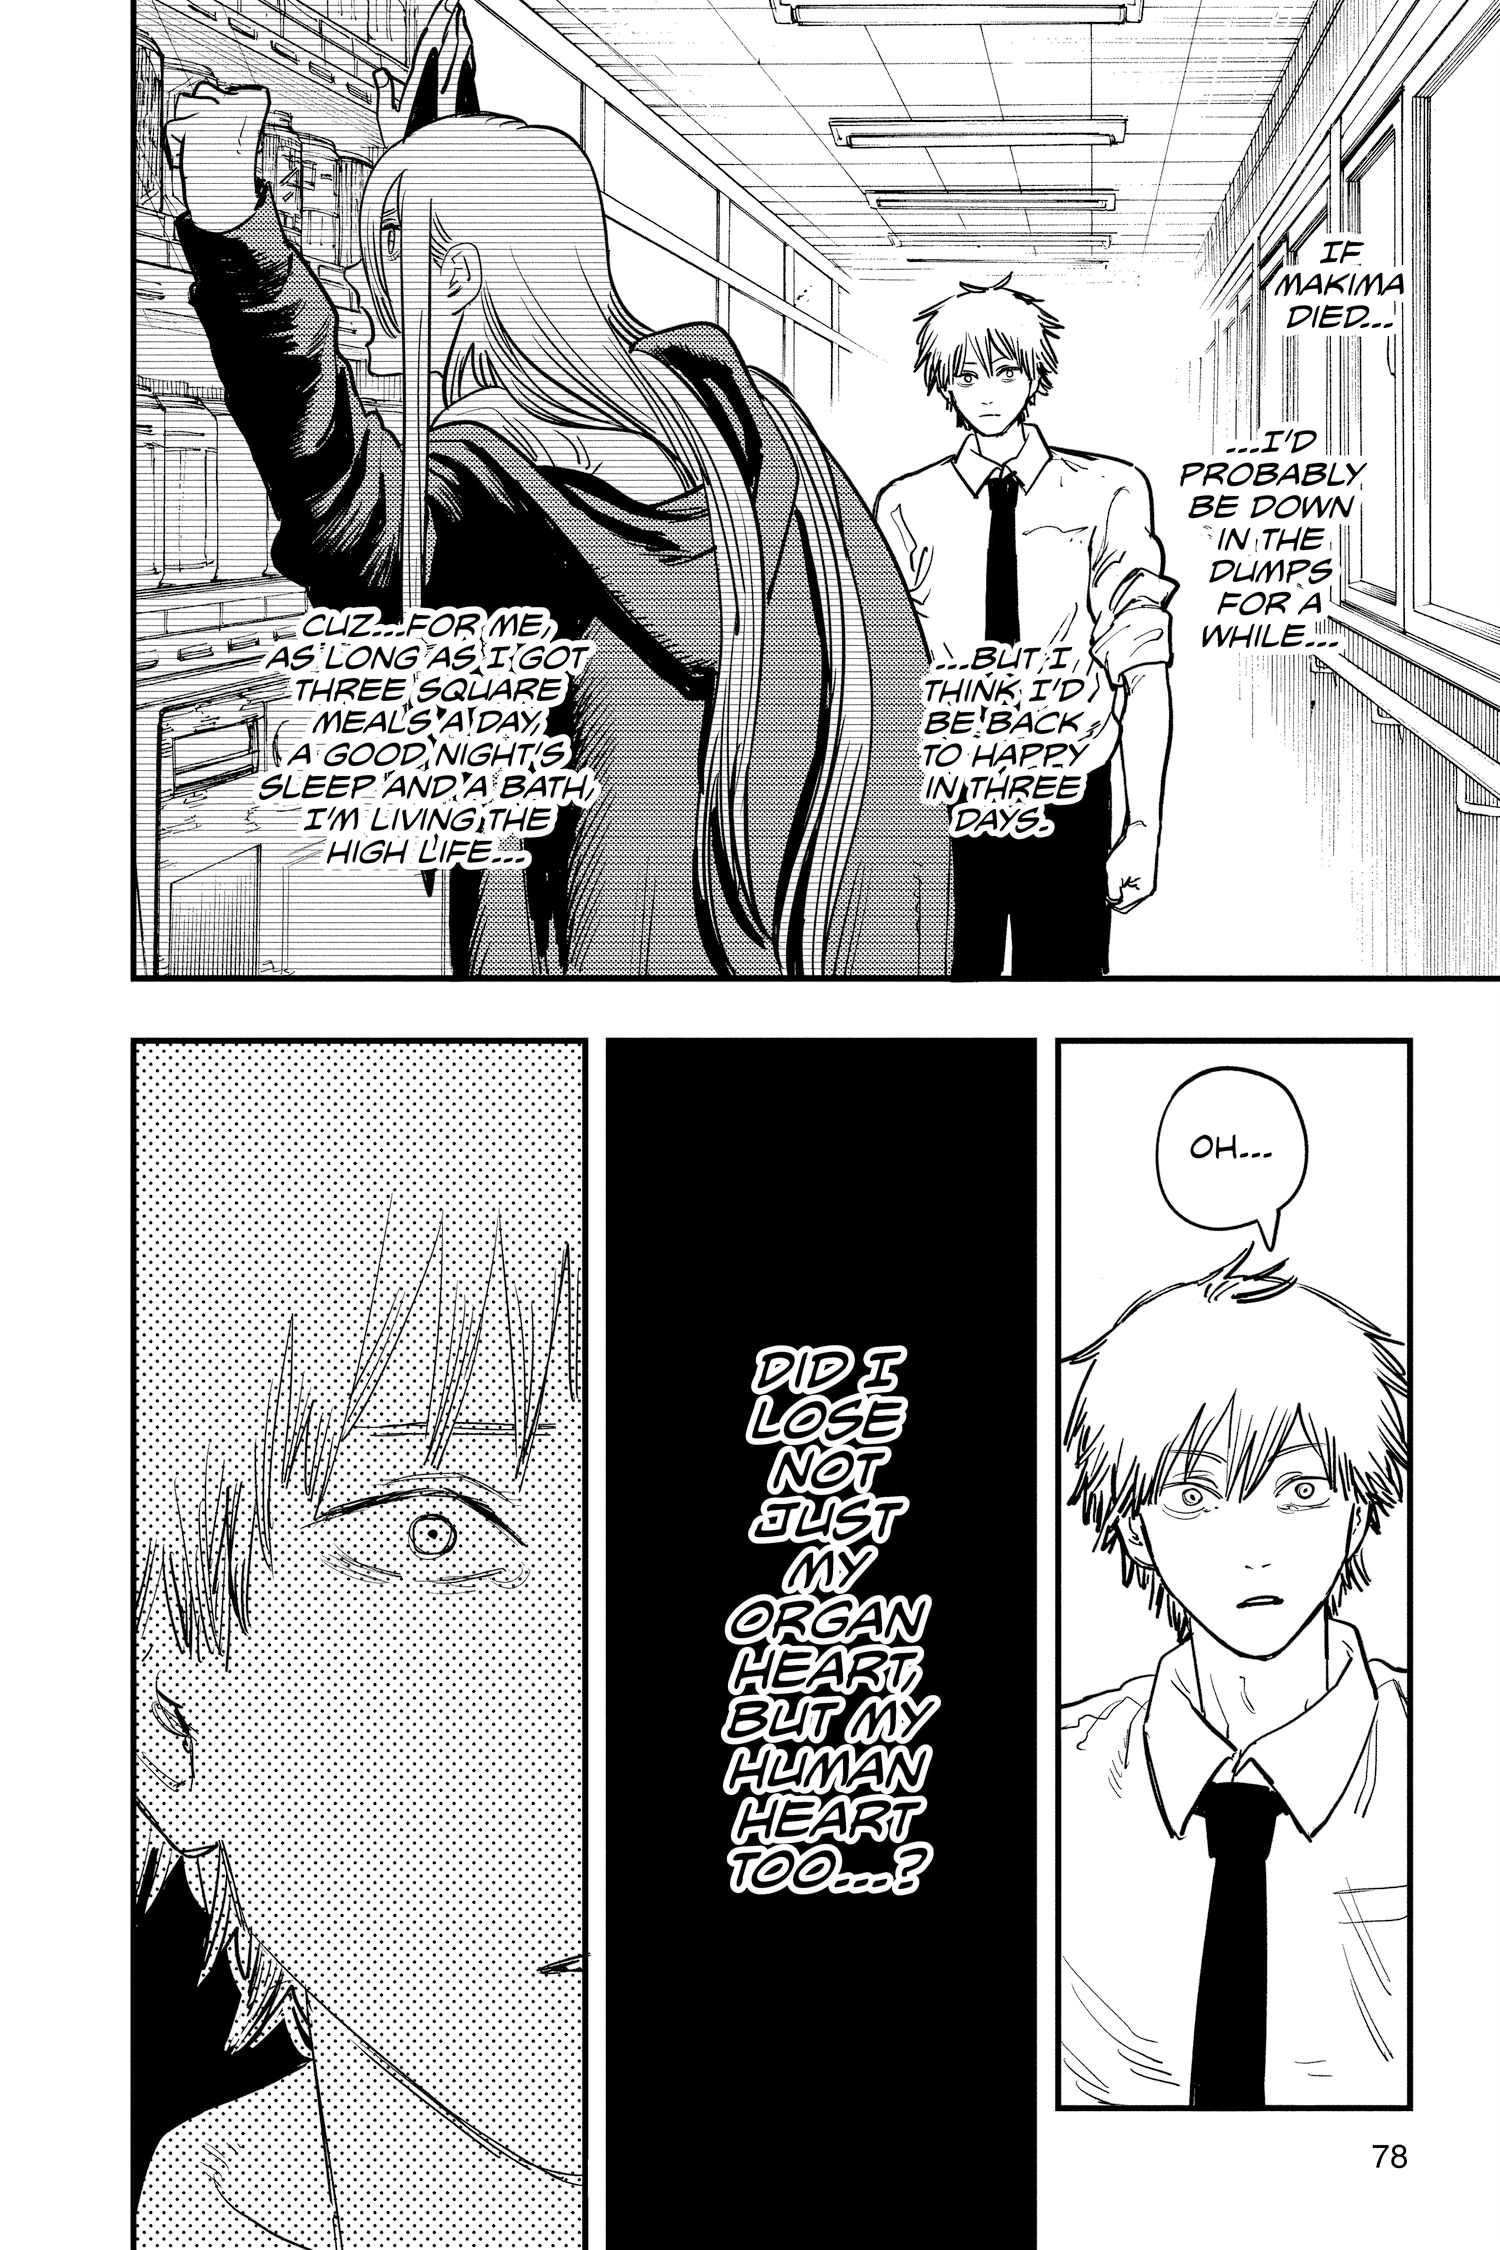 IF
MAKIMA
DIED...
...I'D
PROBABLY
BE DOWN
IN THE
DUMPS
FOR A
WHILE...
...BUT I
THINK I'D
BE BACK
TO HAPPY
IN THREE
DAYS.
CUZ...FOR ME,
AS LONG AS I GOT
THREE SQUARE
MEALS A DAY,
A GOOD NIGHT'S
SLEEP AND A BATH,
I'M LIVING THE
HIGH LIFE...
OH...
DID I
LOSE
NOT
JUST
MY
ORGAN
HEART,
BUT MY
HUMAN
HEART
TOO...?
78